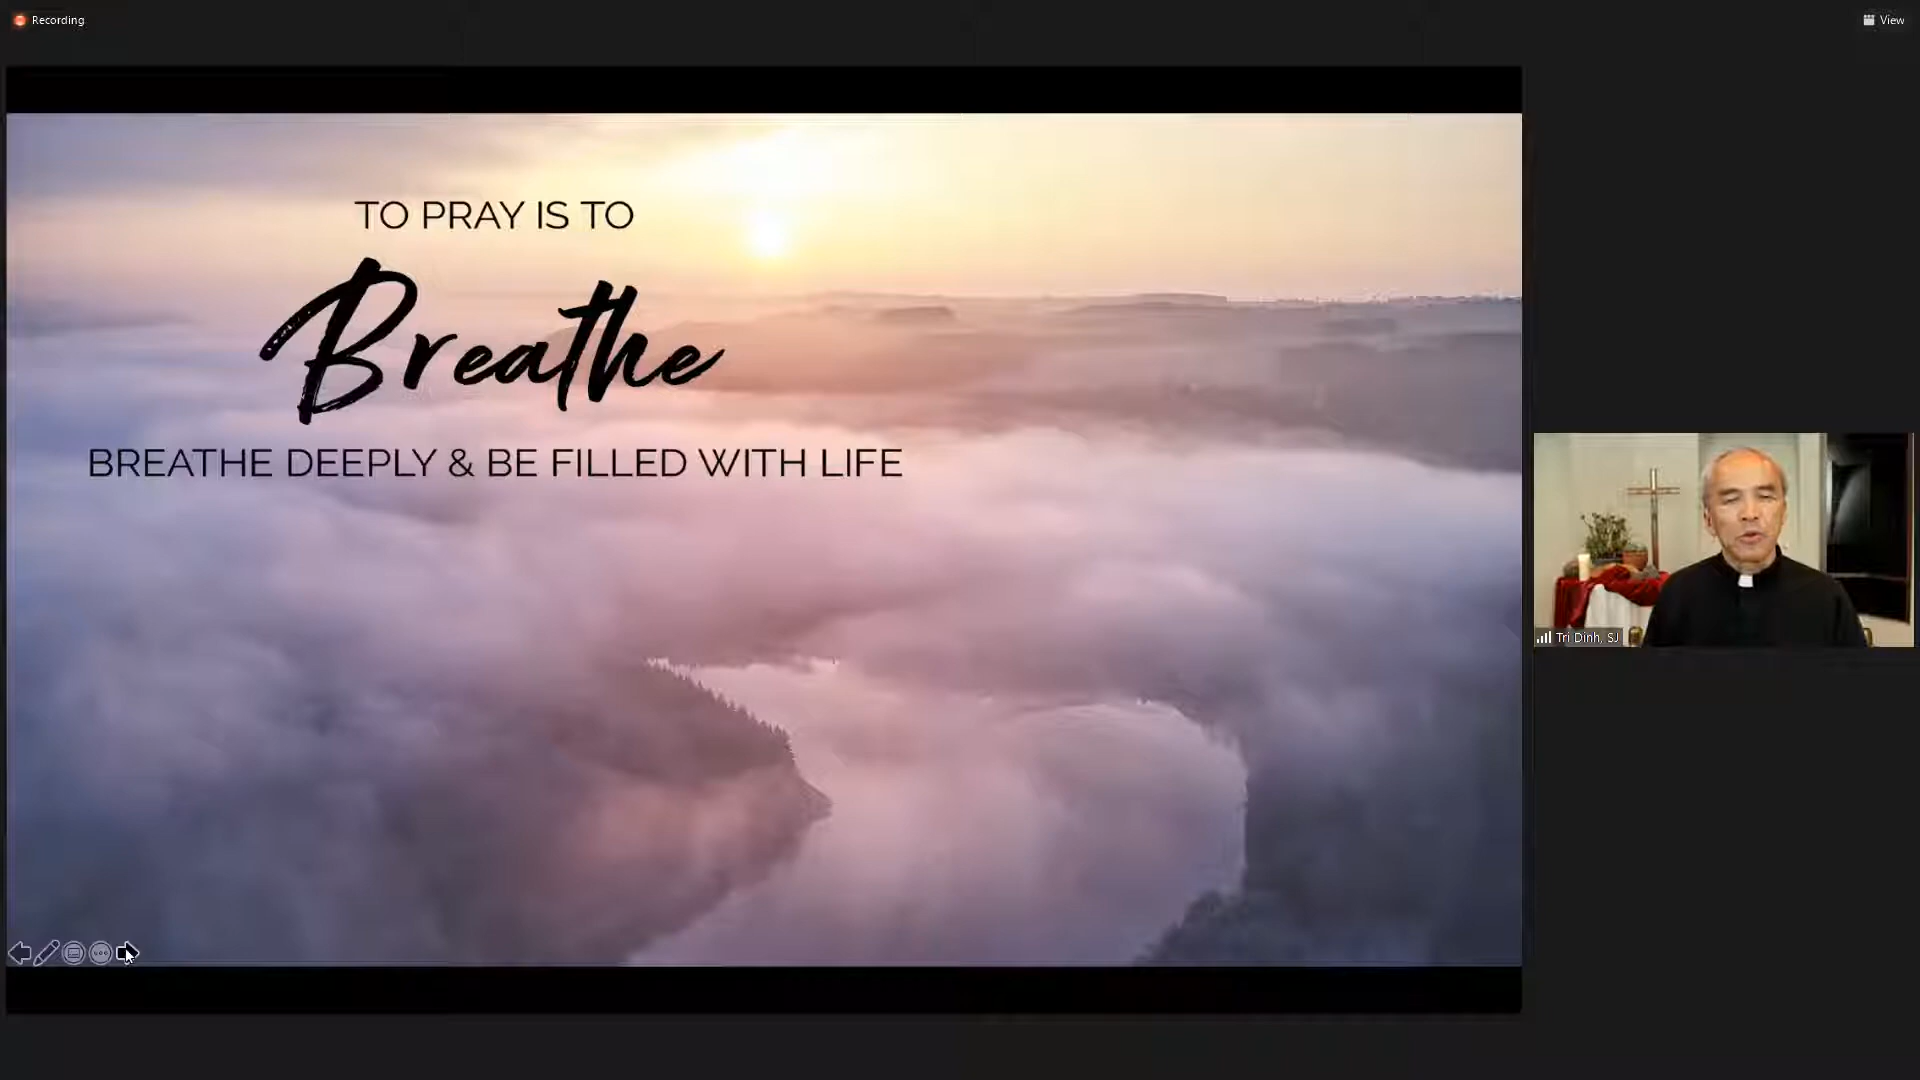 Recording
View
TO PRAY IS TO
Breathe
BREATHE DEEPLY & BE FILLED WITH LIFE
Tri Dinh, SJ